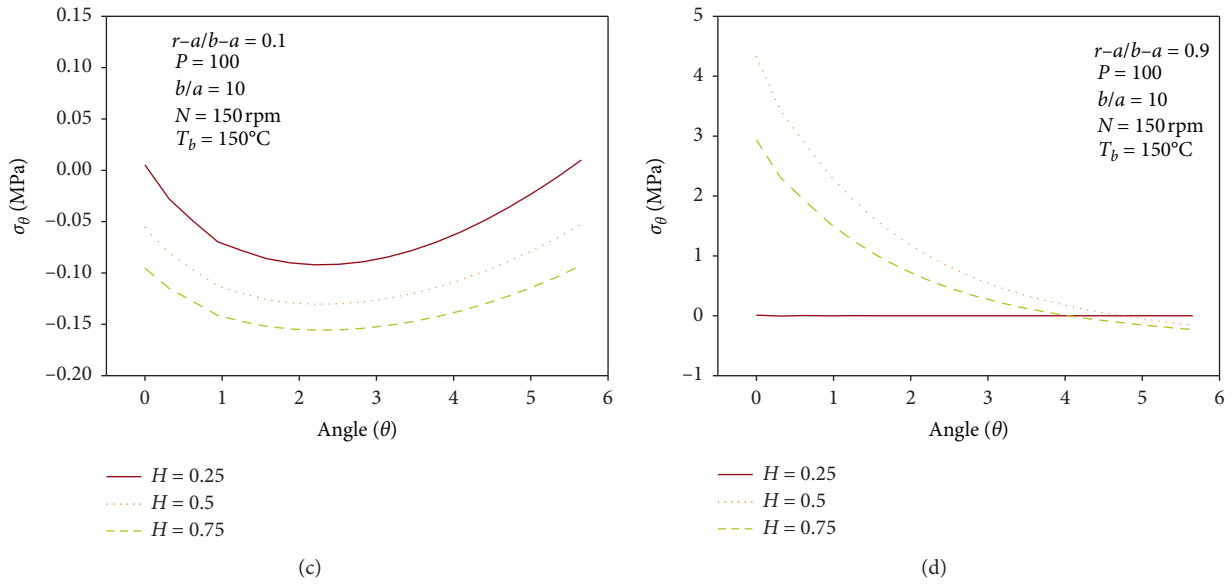 0.15
0.10
0.05
0.00
–0.05
–0.10
–0.15
–0.20
σθ (MPa)
r–a/b–a = 0.1
P = 100
b/a = 10
N = 150 rpm
T_b = 150°C
0 1 2 3 4 5 6
Angle (θ)
H = 0.25
H = 0.5
H = 0.75
(c)
5
4
3
2
1
0
–1
σθ (MPa)
r–a/b–a = 0.9
P = 100
b/a = 10
N = 150 rpm
T_b = 150°C
0 1 2 3 4 5 6
Angle (θ)
H = 0.25
H = 0.5
H = 0.75
(d)